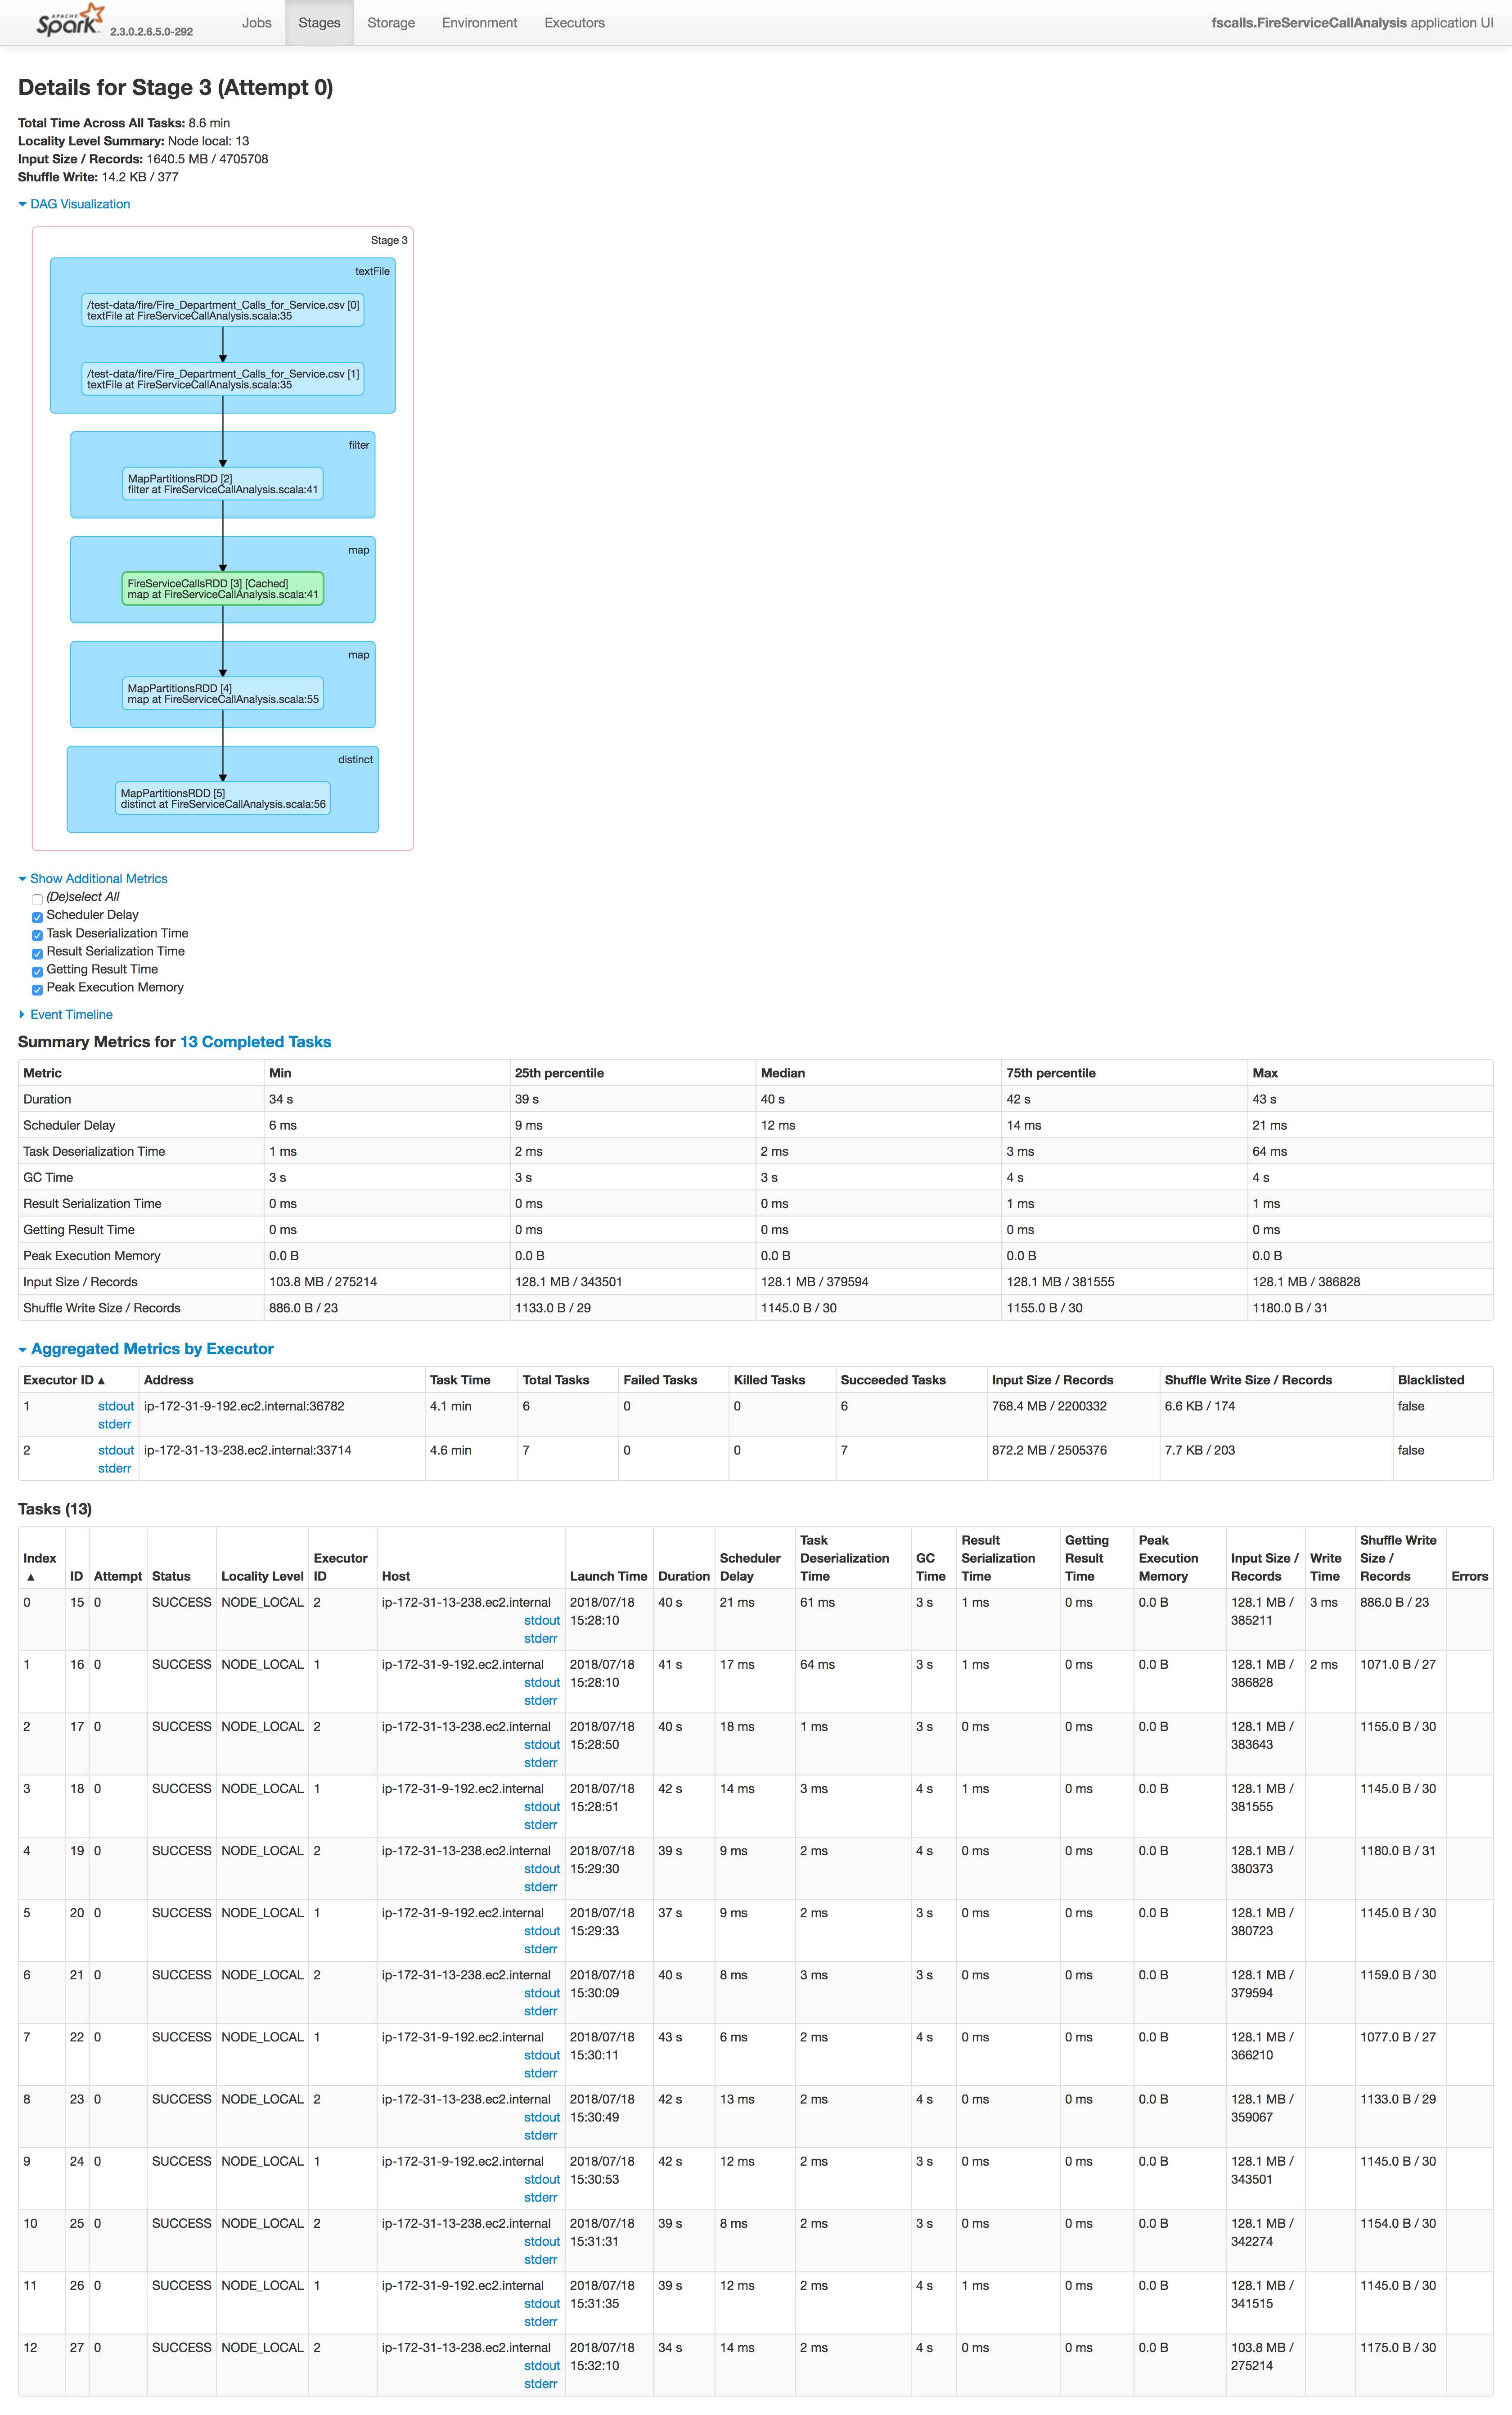 APACHE
Spark 2.3.0.2.6.5.0-292 Jobs Stages Storage Environment Executors fscalls.FireServiceCallAnalysis application UI
Details for Stage 3 (Attempt 0)
Total Time Across All Tasks: 8.6 min
Locality Level Summary: Node local: 13
Input Size / Records: 1640.5 MB / 4705708
Shuffle Write: 14.2 KB / 377
DAG Visualization
Stage 3
textFile
/test-data/fire/Fire_Department_Calls_for_Service.csv [0]
textFile at FireServiceCallAnalysis.scala:35
/test-data/fire/Fire_Department_Calls_for_Service.csv [1]
textFile at FireServiceCallAnalysis.scala:35
filter
MapPartitionsRDD [2]
filter at FireServiceCallAnalysis.scala:41
map
FireServiceCallsRDD [3] [Cached]
map at FireServiceCallAnalysis.scala:41
map
MapPartitionsRDD [4]
map at FireServiceCallAnalysis.scala:55
distinct
MapPartitionsRDD [5]
distinct at FireServiceCallAnalysis.scala:56
Show Additional Metrics
(De)select All
Scheduler Delay
Task Deserialization Time
Result Serialization Time
Getting Result Time
Peak Execution Memory
Event Timeline
Summary Metrics for 13 Completed Tasks
Metric Min 25th percentile Median 75th percentile Max
Duration 34 s 39 s 40 s 42 s 43 s
Scheduler Delay 6 ms 9 ms 12 ms 14 ms 21 ms
Task Deserialization Time 1 ms 2 ms 2 ms 3 ms 64 ms
GC Time 3 s 3 s 3 s 4 s 4 s
Result Serialization Time 0 ms 0 ms 0 ms 1 ms 1 ms
Getting Result Time 0 ms 0 ms 0 ms 0 ms 0 ms
Peak Execution Memory 0.0 B 0.0 B 0.0 B 0.0 B 0.0 B
Input Size / Records 103.8 MB / 275214 128.1 MB / 343501 128.1 MB / 379594 128.1 MB / 381555 128.1 MB / 386828
Shuffle Write Size / Records 886.0 B / 23 1133.0 B / 29 1145.0 B / 30 1155.0 B / 30 1180.0 B / 31
Aggregated Metrics by Executor
Executor ID ▲ Address Task Time Total Tasks Failed Tasks Killed Tasks Succeeded Tasks Input Size / Records Shuffle Write Size / Records Blacklisted
1 stdout ip-172-31-9-192.ec2.internal:36782 4.1 min 6 0 0 6 768.4 MB / 2200332 6.6 KB / 174 false
stderr
2 stdout ip-172-31-13-238.ec2.internal:33714 4.6 min 7 0 0 7 872.2 MB / 2505376 7.7 KB / 203 false
stderr
Tasks (13)
Task Result Getting Peak Shuffle Write
Index Executor Scheduler Deserialization GC Serialization Result Execution Input Size / Write Size /
▲ ID Attempt Status Locality Level ID Host Launch Time Duration Delay Time Time Time Time Memory Records Time Records Errors
0 15 0 SUCCESS NODE_LOCAL 2 ip-172-31-13-238.ec2.internal 2018/07/18 40 s 21 ms 61 ms 3 s 1 ms 0 ms 0.0 B 128.1 MB / 3 ms 886.0 B / 23
stdout 15:28:10 385211
stderr
1 16 0 SUCCESS NODE_LOCAL 1 ip-172-31-9-192.ec2.internal 2018/07/18 41 s 17 ms 64 ms 3 s 1 ms 0 ms 0.0 B 128.1 MB / 2 ms 1071.0 B / 27
stdout 15:28:10 386828
stderr
2 17 0 SUCCESS NODE_LOCAL 2 ip-172-31-13-238.ec2.internal 2018/07/18 40 s 18 ms 1 ms 3 s 0 ms 0 ms 0.0 B 128.1 MB / 1155.0 B / 30
stdout 15:28:50 383643
stderr
3 18 0 SUCCESS NODE_LOCAL 1 ip-172-31-9-192.ec2.internal 2018/07/18 42 s 14 ms 3 ms 4 s 1 ms 0 ms 0.0 B 128.1 MB / 1145.0 B / 30
stdout 15:28:51 381555
stderr
4 19 0 SUCCESS NODE_LOCAL 2 ip-172-31-13-238.ec2.internal 2018/07/18 39 s 9 ms 2 ms 4 s 0 ms 0 ms 0.0 B 128.1 MB / 1180.0 B / 31
stdout 15:29:30 380373
stderr
5 20 0 SUCCESS NODE_LOCAL 1 ip-172-31-9-192.ec2.internal 2018/07/18 37 s 9 ms 2 ms 3 s 0 ms 0 ms 0.0 B 128.1 MB / 1145.0 B / 30
stdout 15:29:33 380723
stderr
6 21 0 SUCCESS NODE_LOCAL 2 ip-172-31-13-238.ec2.internal 2018/07/18 40 s 8 ms 3 ms 3 s 0 ms 0 ms 0.0 B 128.1 MB / 1159.0 B / 30
stdout 15:30:09 379594
stderr
7 22 0 SUCCESS NODE_LOCAL 1 ip-172-31-9-192.ec2.internal 2018/07/18 43 s 6 ms 2 ms 4 s 0 ms 0 ms 0.0 B 128.1 MB / 1077.0 B / 27
stdout 15:30:11 366210
stderr
8 23 0 SUCCESS NODE_LOCAL 2 ip-172-31-13-238.ec2.internal 2018/07/18 42 s 13 ms 2 ms 4 s 0 ms 0 ms 0.0 B 128.1 MB / 1133.0 B / 29
stdout 15:30:49 359067
stderr
9 24 0 SUCCESS NODE_LOCAL 1 ip-172-31-9-192.ec2.internal 2018/07/18 42 s 12 ms 2 ms 3 s 0 ms 0 ms 0.0 B 128.1 MB / 1145.0 B / 30
stdout 15:30:53 343501
stderr
10 25 0 SUCCESS NODE_LOCAL 2 ip-172-31-13-238.ec2.internal 2018/07/18 39 s 8 ms 2 ms 3 s 0 ms 0 ms 0.0 B 128.1 MB / 1154.0 B / 30
stdout 15:31:31 342274
stderr
11 26 0 SUCCESS NODE_LOCAL 1 ip-172-31-9-192.ec2.internal 2018/07/18 39 s 12 ms 2 ms 4 s 1 ms 0 ms 0.0 B 128.1 MB / 1145.0 B / 30
stdout 15:31:35 341515
stderr
12 27 0 SUCCESS NODE_LOCAL 2 ip-172-31-13-238.ec2.internal 2018/07/18 34 s 14 ms 2 ms 4 s 0 ms 0 ms 0.0 B 103.8 MB / 1175.0 B / 30
stdout 15:32:10 275214
stderr